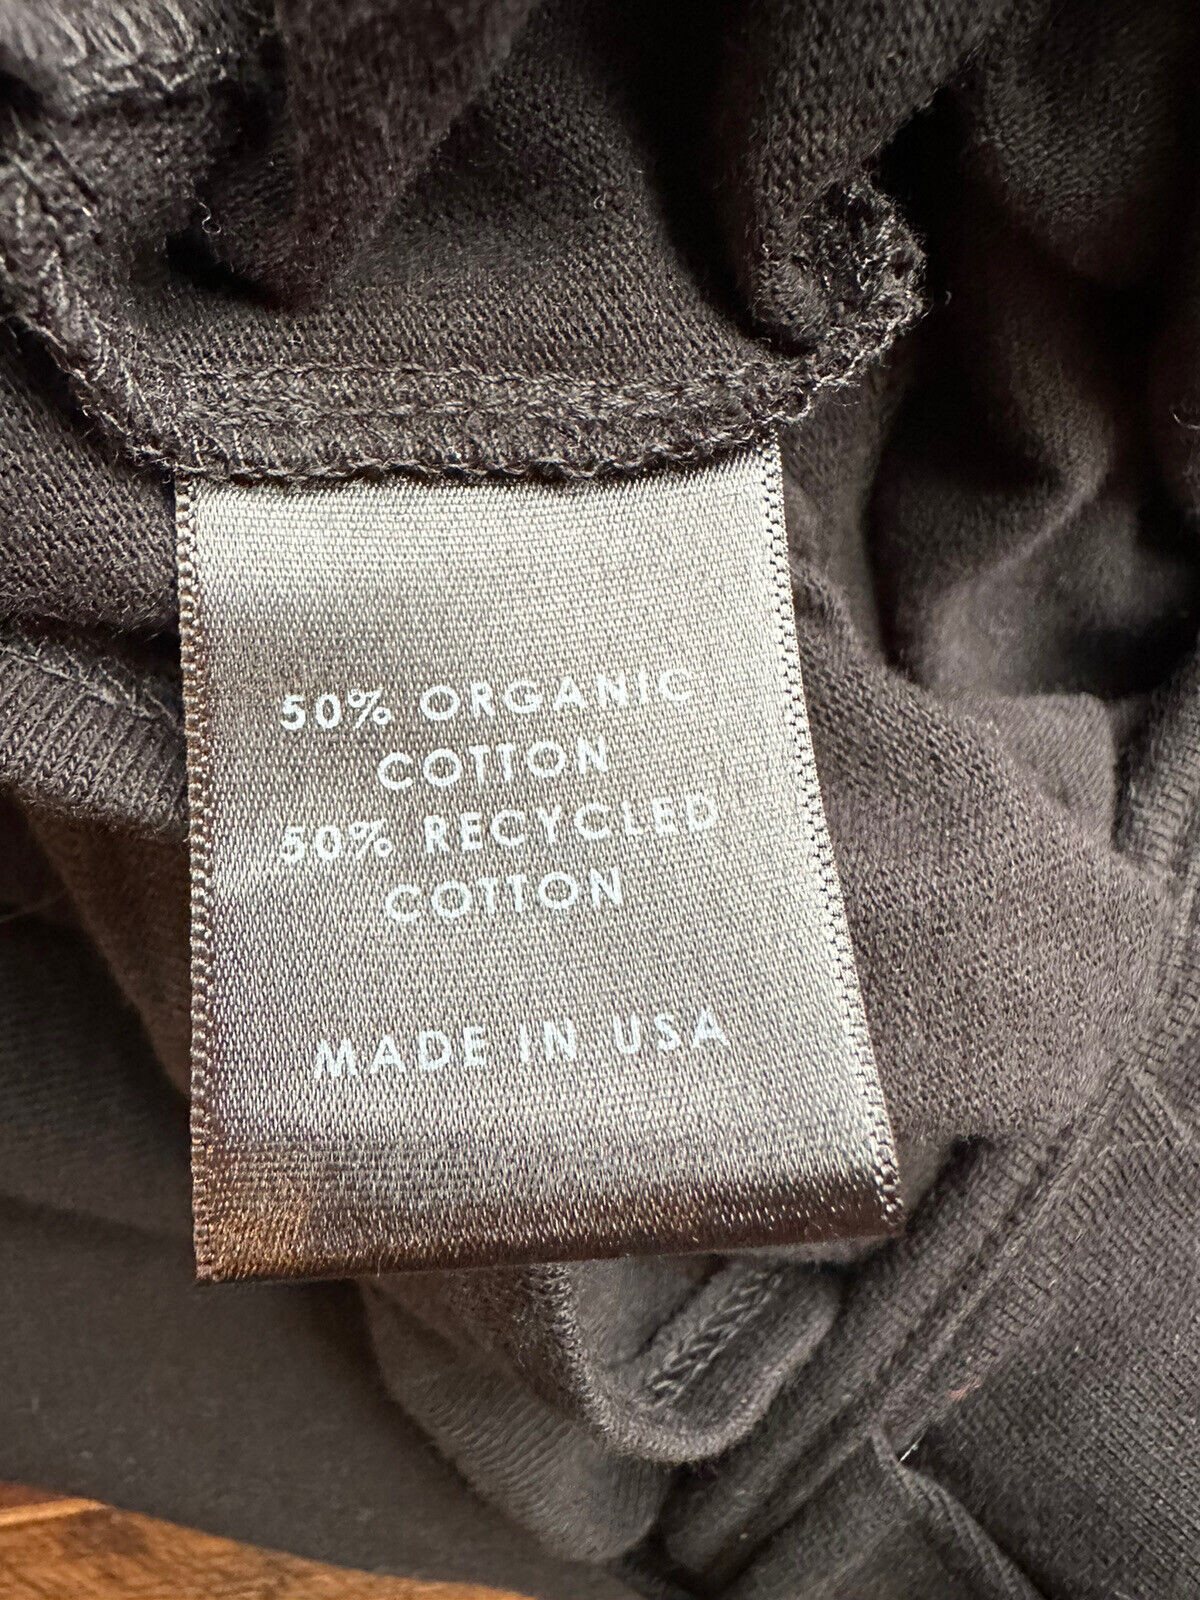 50% ORGANIC
COTTON
50% RECYCLED
COTTON
MADE IN USA